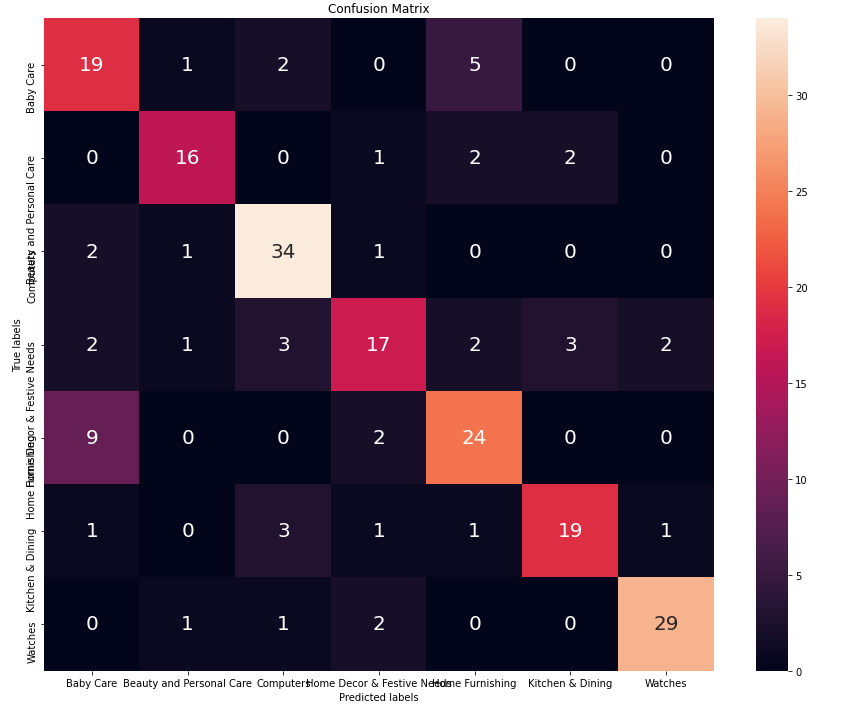 Confusion Matrix
True labels
Baby Care
19 1 2 0 5 0 0
Beauty and Personal Care
0 16 0 1 2 2 0
Computers
2 1 34 1 0 0 0
Home Decor & Festive Needs
2 1 3 17 2 3 2
Home Furnishing
9 0 0 2 24 0 0
Kitchen & Dining
1 0 3 1 1 19 1
Watches
0 1 1 2 0 0 29
Baby Care Beauty and Personal Care Computers Home Decor & Festive Needs Home Furnishing Kitchen & Dining Watches
Predicted labels
30
25
20
15
10
5
0